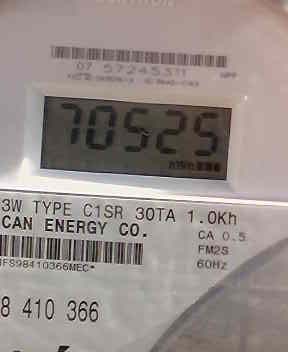 07 57245311
70525
3W TYPE C1SR 30TA 1.0Kh
CAN ENERGY CO.
CA 0.5
FM2S
60Hz
8 410 366